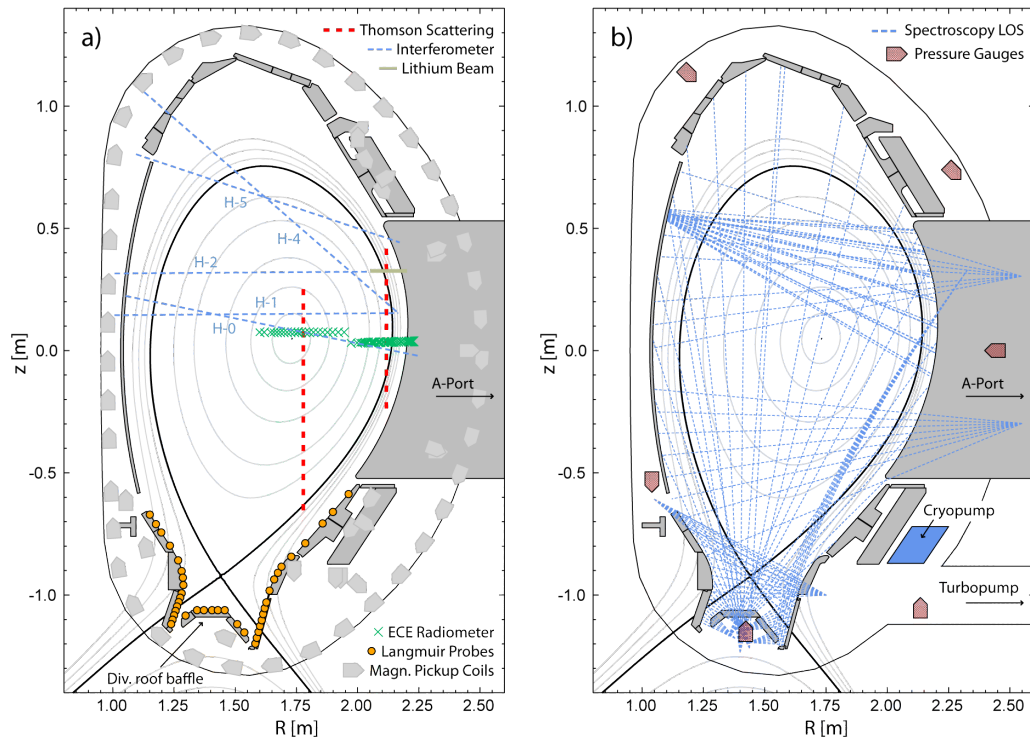 a)
Thomson Scattering
Interferometer
Lithium Beam
H-5
H-4
H-2
H-1
H-0
A-Port
ECE Radiometer
Langmuir Probes
Magn. Pickup Coils
Div. roof baffle
z [m]
1.0
0.5
0.0
-0.5
-1.0
1.00 1.25 1.50 1.75 2.00 2.25 2.50
R [m]
b)
Spectroscopy LOS
Pressure Gauges
A-Port
Cryopump
Turbopump
z [m]
1.0
0.5
0.0
-0.5
-1.0
1.00 1.25 1.50 1.75 2.00 2.25 2.50
R [m]